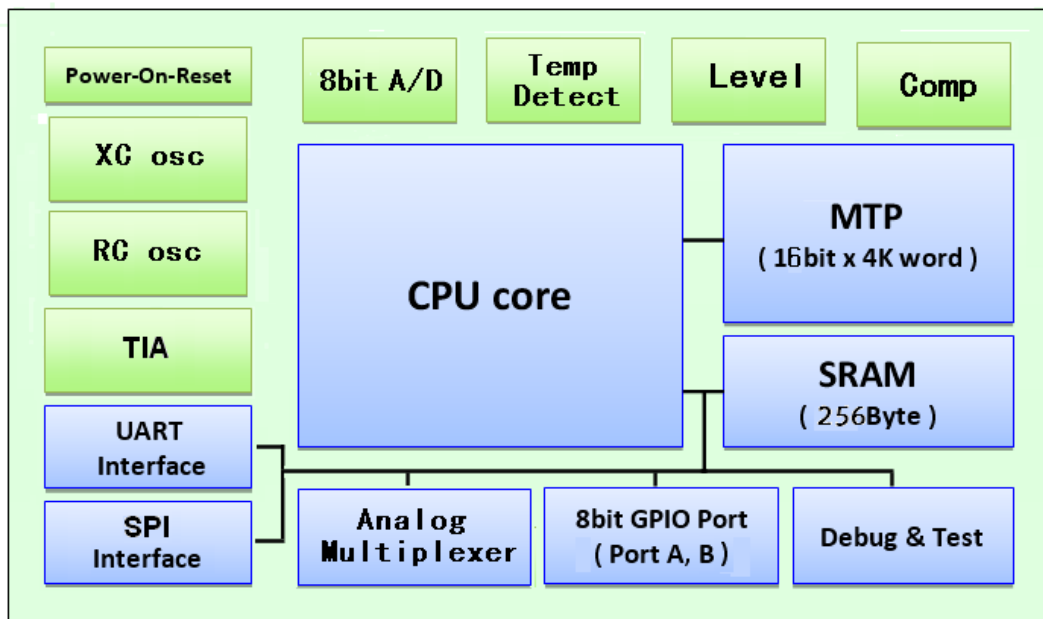 Power-On-Reset
8bit A/D
Temp
Detect
Level
Comp
XC osc
RC osc
TIA
CPU core
MTP
( 16bit x 4K word )
SRAM
( 256Byte )
UART
Interface
SPI
Interface
Analog
Multiplexer
8bit GPIO Port
( Port A, B )
Debug & Test